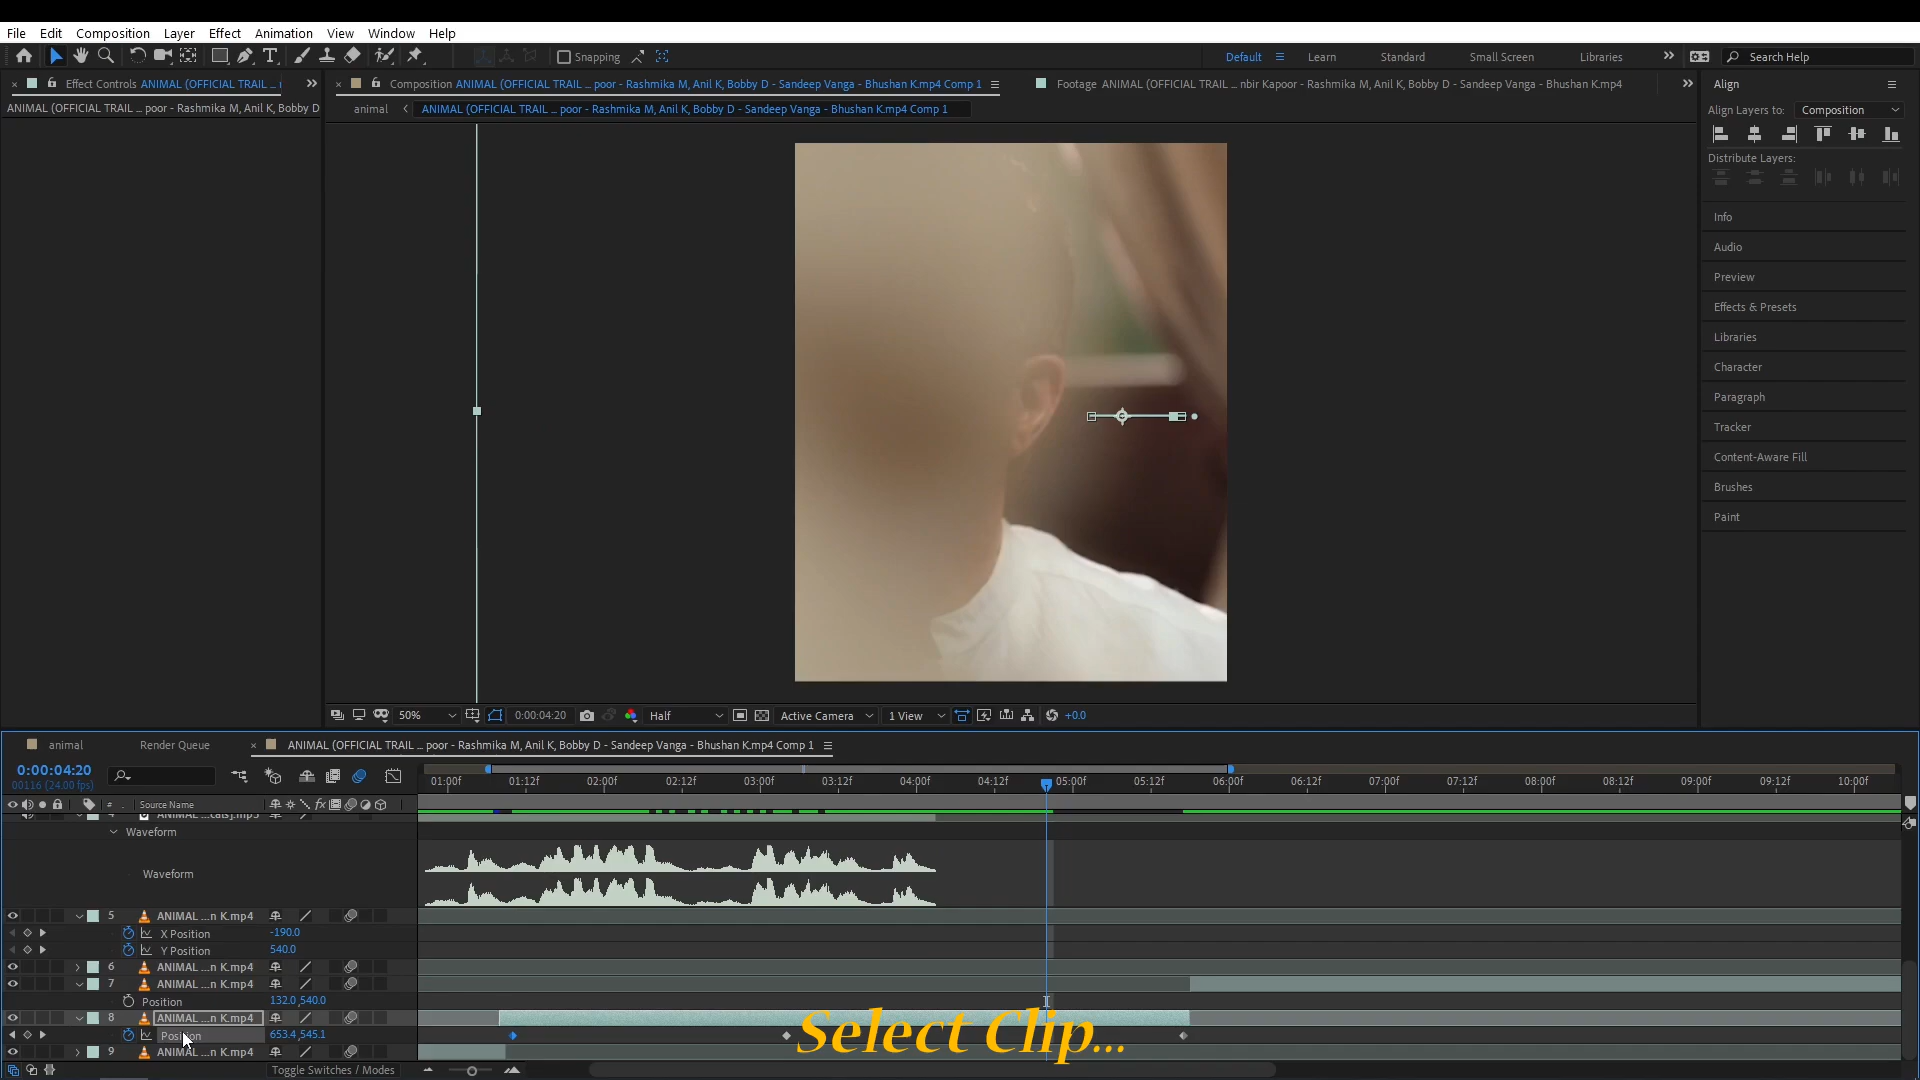 File Edit Composition Layer Effect Animation View Window Help
Snapping Default Learn Standard Small Screen Libraries Search Help
Effect Controls ANIMAL (OFFICIAL TRAIL ...
Composition ANIMAL (OFFICIAL TRAIL ... poor - Rashmika M, Anil K, Bobby D - Sandeep Vanga - Bhushan K.mp4 Comp 1
Footage ANIMAL (OFFICIAL TRAIL ... nbir Kapoor - Rashmika M, Anil K, Bobby D - Sandeep Vanga - Bhushan K.mp4
Align
ANIMAL (OFFICIAL TRAIL ... poor - Rashmika M, Anil K, Bobby D
animal ANIMAL (OFFICIAL TRAIL ... poor - Rashmika M, Anil K, Bobby D - Sandeep Vanga - Bhushan K.mp4 Comp 1
Align Layers to: Composition
Distribute Layers:
Info
Audio
Preview
Effects & Presets
Libraries
Character
Paragraph
Tracker
Content-Aware Fill
Brushes
Paint
50% 0:00:04:20 Half Active Camera 1 View +0.0
animal Render Queue ANIMAL (OFFICIAL TRAIL ... poor - Rashmika M, Anil K, Bobby D - Sandeep Vanga - Bhushan K.mp4 Comp 1
0:00:04:20
00116 (24.00 fps)
01:00f 01:12f 02:00f 02:12f 03:00f 03:12f 04:00f 04:12f 05:00f 05:12f 06:00f 06:12f 07:00f 07:12f 08:00f 08:12f 09:00f 09:12f 10:00f
# Source Name fx
Waveform
Waveform
5 ANIMAL ...n K.mp4
X Position -190.0
Y Position 540.0
6 ANIMAL ...n K.mp4
7 ANIMAL ...n K.mp4
Position 132.0,540.0
8 ANIMAL ...n K.mp4
Position 653.4,545.1
9 ANIMAL ...n K.mp4
Toggle Switches / Modes
Select Clip...